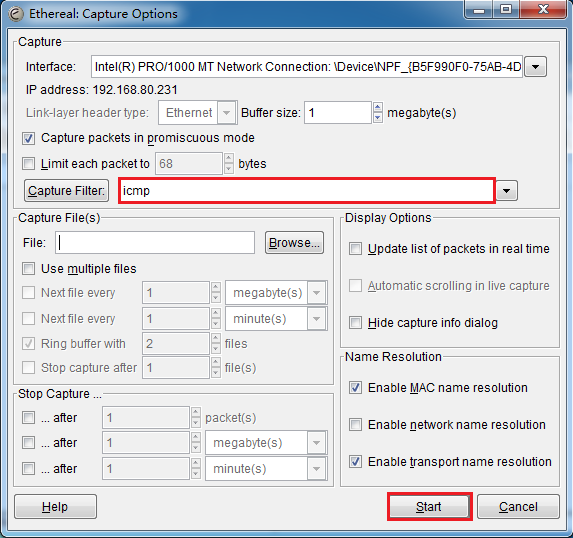 Ethereal: Capture Options
Capture
Interface: Intel(R) PRO/1000 MT Network Connection: \Device\NPF_{B5F990F0-75AB-4D
IP address: 192.168.80.231
Link-layer header type: Ethernet Buffer size: 1 megabyte(s)
Capture packets in promiscuous mode
Limit each packet to 68 bytes
Capture Filter: icmp
Capture File(s)
File: Browse...
Use multiple files
Next file every 1 megabyte(s)
Next file every 1 minute(s)
Ring buffer with 2 files
Stop capture after 1 file(s)
Stop Capture ...
... after 1 packet(s)
... after 1 megabyte(s)
... after 1 minute(s)
Display Options
Update list of packets in real time
Automatic scrolling in live capture
Hide capture info dialog
Name Resolution
Enable MAC name resolution
Enable network name resolution
Enable transport name resolution
Help Start Cancel